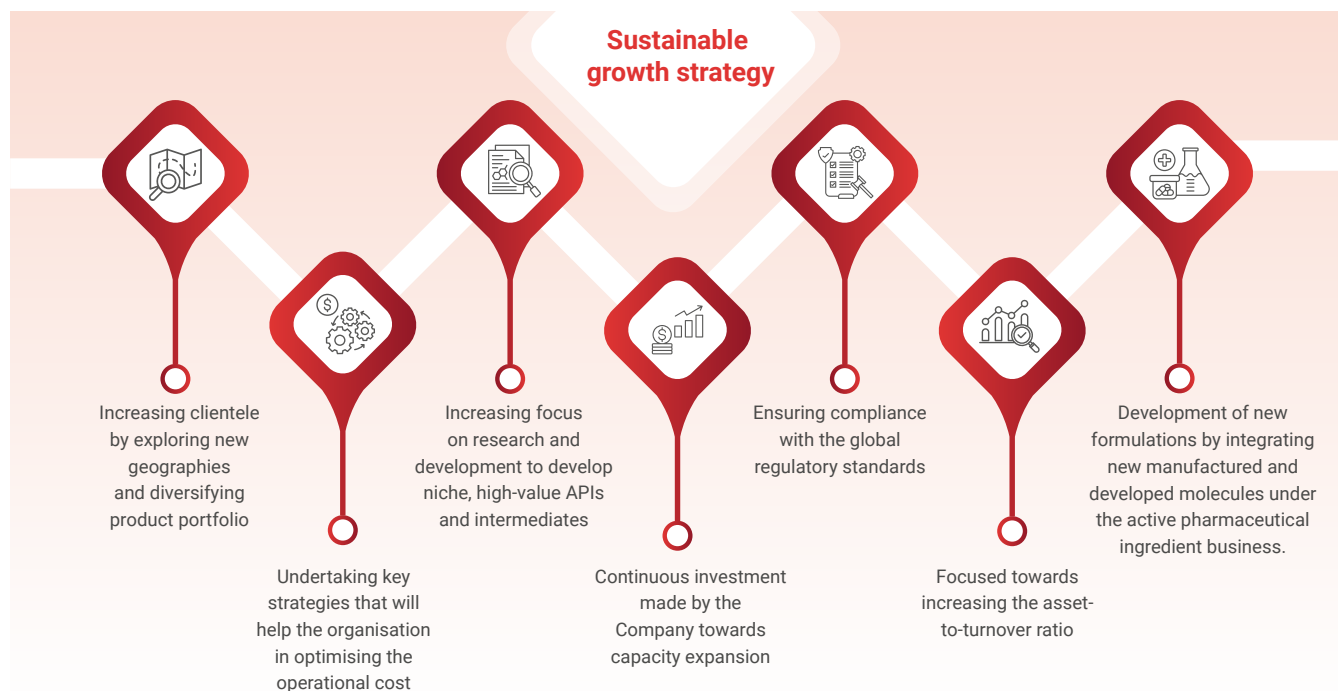 Sustainable
growth strategy
Increasing clientele
by exploring new
geographies
and diversifying
product portfolio
Undertaking key
strategies that will
help the organisation
in optimising the
operational cost
Increasing focus
on research and
development to develop
niche, high-value APIs
and intermediates
Continuous investment
made by the
Company towards
capacity expansion
Ensuring compliance
with the global
regulatory standards
Focused towards
increasing the asset-
to-turnover ratio
Development of new
formulations by integrating
new manufactured and
developed molecules under
the active pharmaceutical
ingredient business.